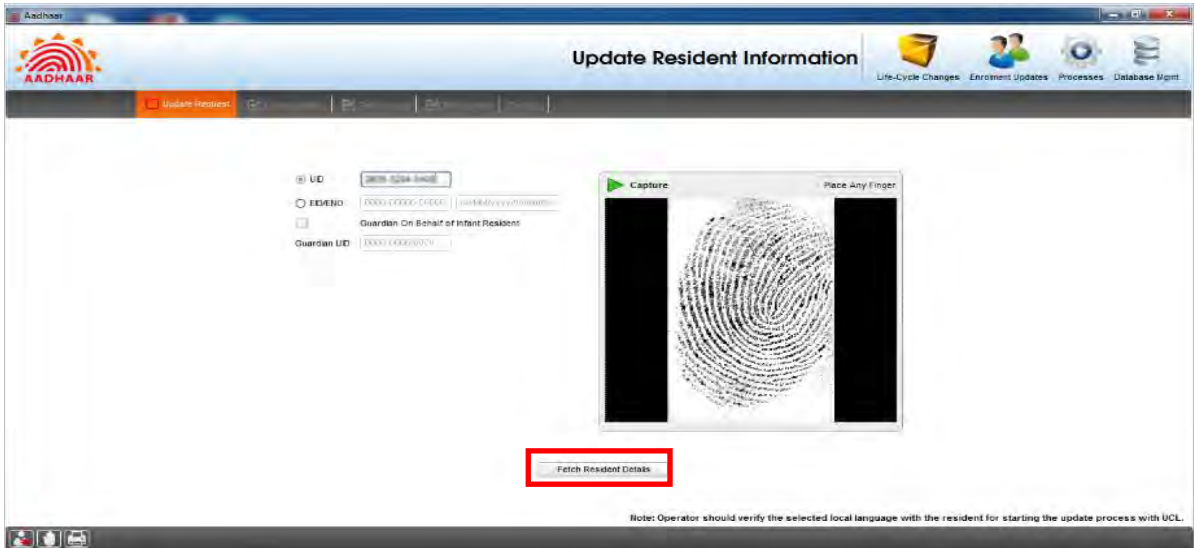 Aadhaar
AADHAAR
Update Resident Information
Life-Cycle Changes
Enrolment Updates
Processes
Database Mgmt
Update Request
UID
EID/ENO
Guardian On Behalf of Infant Resident
Guardian UID
Capture
Place Any Finger
Fetch Resident Details
Note: Operator should verify the selected local language with the resident for starting the update process with UCL.